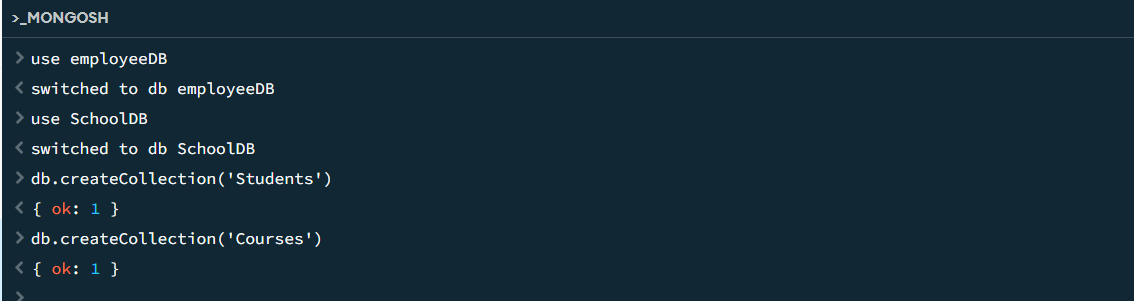 >_MONGOSH
> use employeeDB
< switched to db employeeDB
> use SchoolDB
< switched to db SchoolDB
> db.createCollection('Students')
< { ok: 1 }
> db.createCollection('Courses')
< { ok: 1 }
>